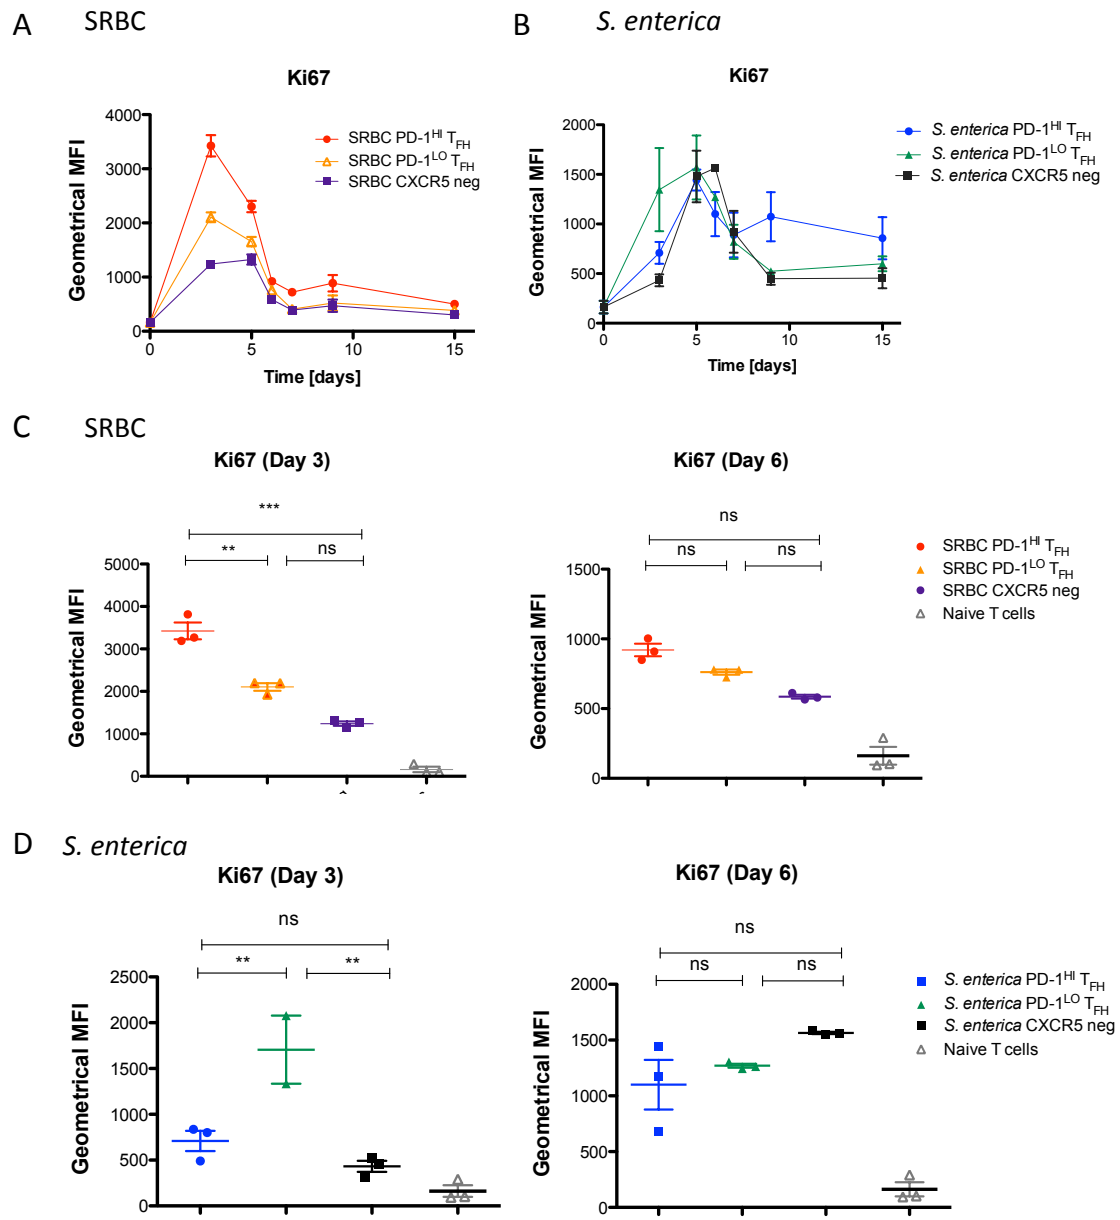 A SRBC
Ki67
4000
3000
2000
1000
0
Geometrical MFI
0 5 10 15
Time [days]
SRBC PD-1HI TFH
SRBC PD-1LO TFH
SRBC CXCR5 neg
B S. enterica
Ki67
2000
1500
1000
500
0
Geometrical MFI
0 5 10 15
Time [days]
S. enterica PD-1HI TFH
S. enterica PD-1LO TFH
S. enterica CXCR5 neg
C SRBC
Ki67 (Day 3)
***
** ns
5000
4000
3000
2000
1000
0
Geometrical MFI
Ki67 (Day 6)
ns
ns ns
1500
1000
500
0
Geometrical MFI
SRBC PD-1HI TFH
SRBC PD-1LO TFH
SRBC CXCR5 neg
Naive T cells
D S. enterica
Ki67 (Day 3)
ns
** **
2500
2000
1500
1000
500
0
Geometrical MFI
Ki67 (Day 6)
ns
ns ns
2000
1500
1000
500
0
Geometrical MFI
S. enterica PD-1HI TFH
S. enterica PD-1LO TFH
S. enterica CXCR5 neg
Naive T cells